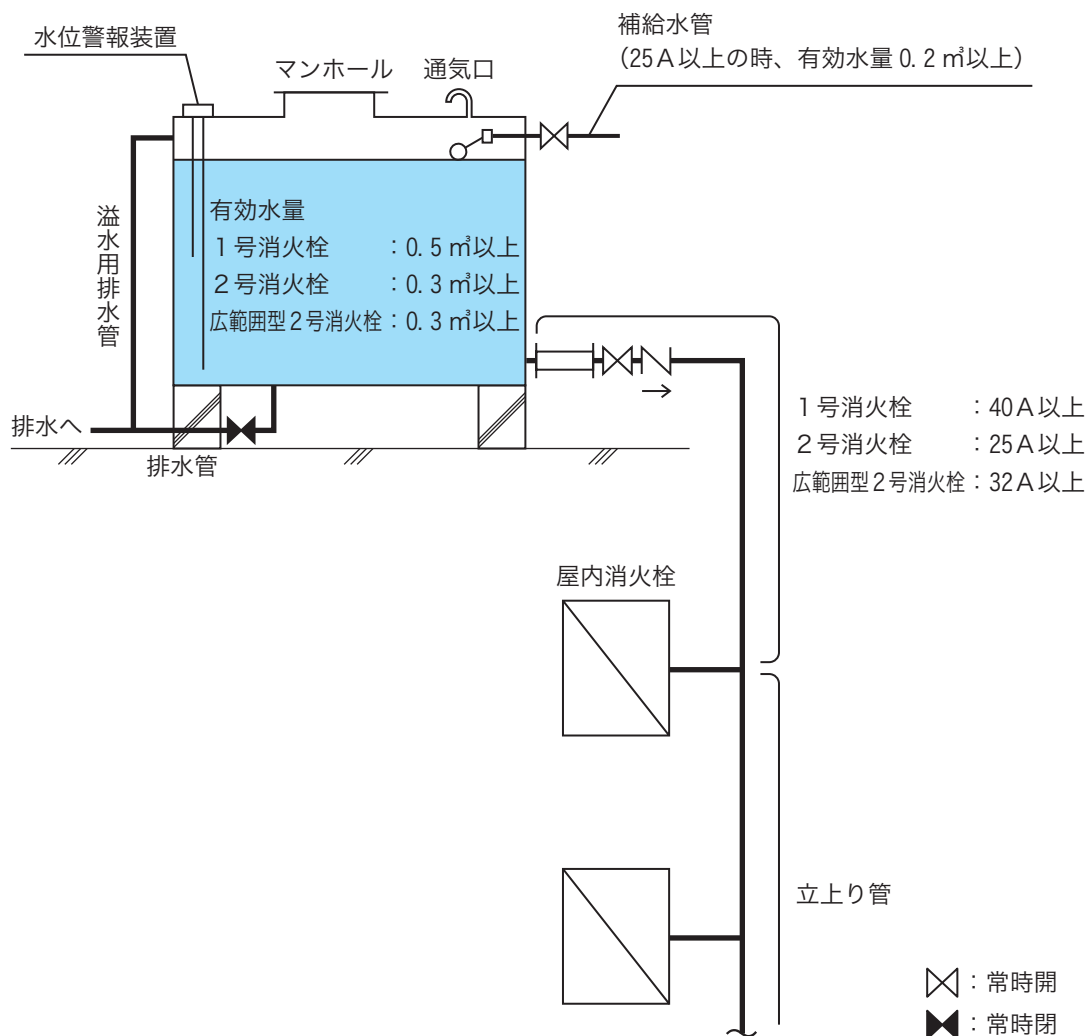 水位警報装置
マンホール
通気口
補給水管
（25A以上の時、有効水量0.2㎥以上）
溢水用排水管
有効水量
1号消火栓　：0.5㎥以上
2号消火栓　：0.3㎥以上
広範囲型2号消火栓：0.3㎥以上
排水へ
排水管
1号消火栓　：40A以上
2号消火栓　：25A以上
広範囲型2号消火栓：32A以上
屋内消火栓
立上り管
：常時開
：常時閉